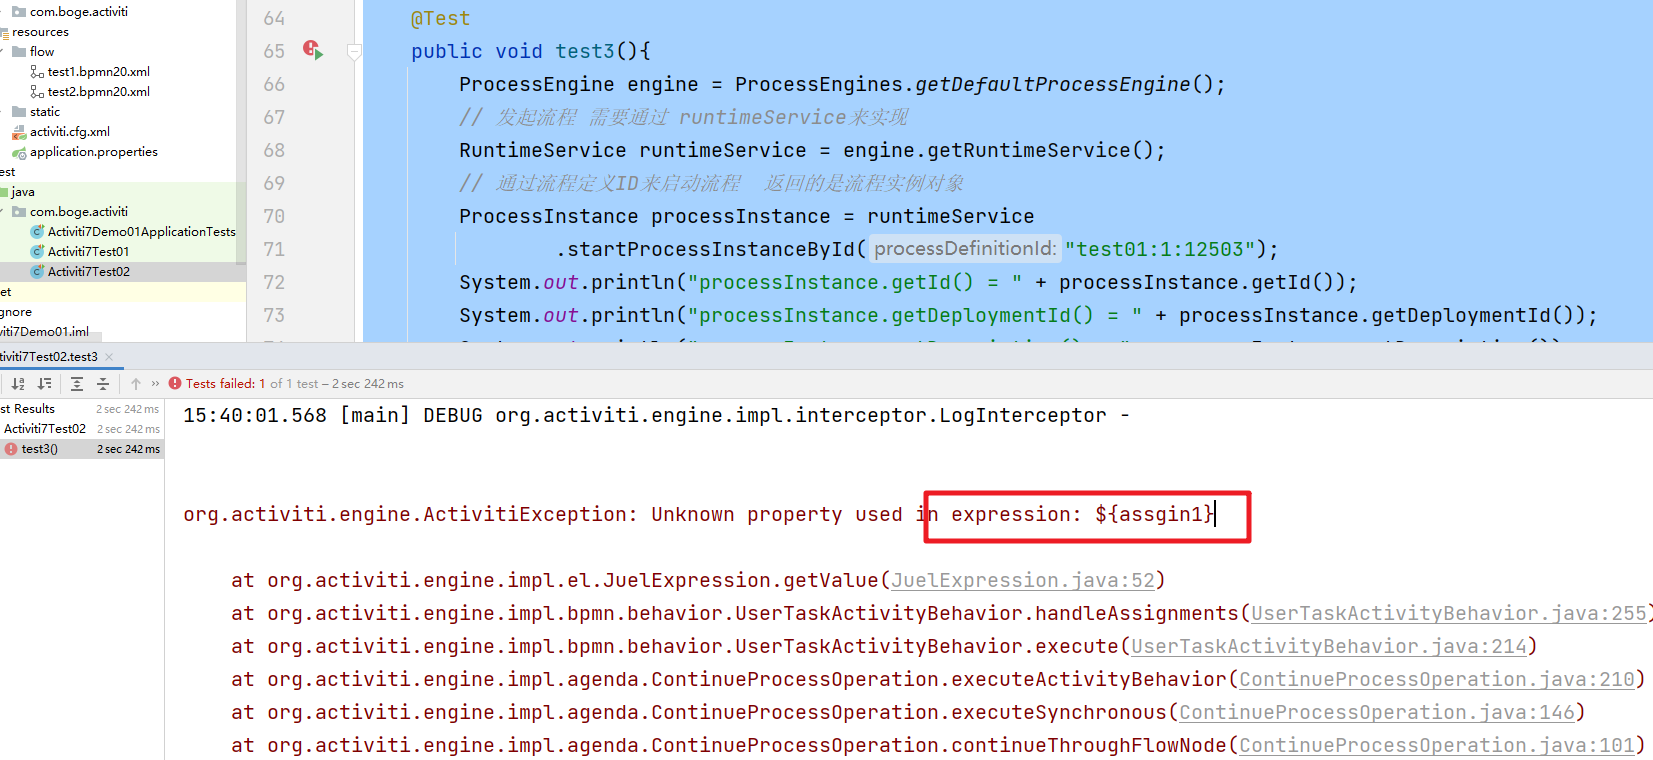 com.boge.activiti
resources
flow
test1.bpmn20.xml
test2.bpmn20.xml
static
activiti.cfg.xml
application.properties
est
java
com.boge.activiti
Activiti7Demo01ApplicationTests
Activiti7Test01
Activiti7Test02
et
gnore
viti7Demo01.iml
64 @Test
65 public void test3(){
66 ProcessEngine engine = ProcessEngines.getDefaultProcessEngine();
67 // 发起流程 需要通过 runtimeService来实现
68 RuntimeService runtimeService = engine.getRuntimeService();
69 // 通过流程定义ID来启动流程 返回的是流程实例对象
70 ProcessInstance processInstance = runtimeService
71 .startProcessInstanceById( processDefinitionId: "test01:1:12503");
72 System.out.println("processInstance.getId() = " + processInstance.getId());
73 System.out.println("processInstance.getDeploymentId() = " + processInstance.getDeploymentId());
tiviti7Test02.test3 ×
Tests failed: 1 of 1 test – 2 sec 242 ms
st Results 2 sec 242 ms
Activiti7Test02 2 sec 242 ms
test3() 2 sec 242 ms
15:40:01.568 [main] DEBUG org.activiti.engine.impl.interceptor.LogInterceptor -
org.activiti.engine.ActivitiException: Unknown property used in expression: ${assgin1}
at org.activiti.engine.impl.el.JuelExpression.getValue(JuelExpression.java:52)
at org.activiti.engine.impl.bpmn.behavior.UserTaskActivityBehavior.handleAssignments(UserTaskActivityBehavior.java:255)
at org.activiti.engine.impl.bpmn.behavior.UserTaskActivityBehavior.execute(UserTaskActivityBehavior.java:214)
at org.activiti.engine.impl.agenda.ContinueProcessOperation.executeActivityBehavior(ContinueProcessOperation.java:210)
at org.activiti.engine.impl.agenda.ContinueProcessOperation.executeSynchronous(ContinueProcessOperation.java:146)
at org.activiti.engine.impl.agenda.ContinueProcessOperation.continueThroughFlowNode(ContinueProcessOperation.java:101)